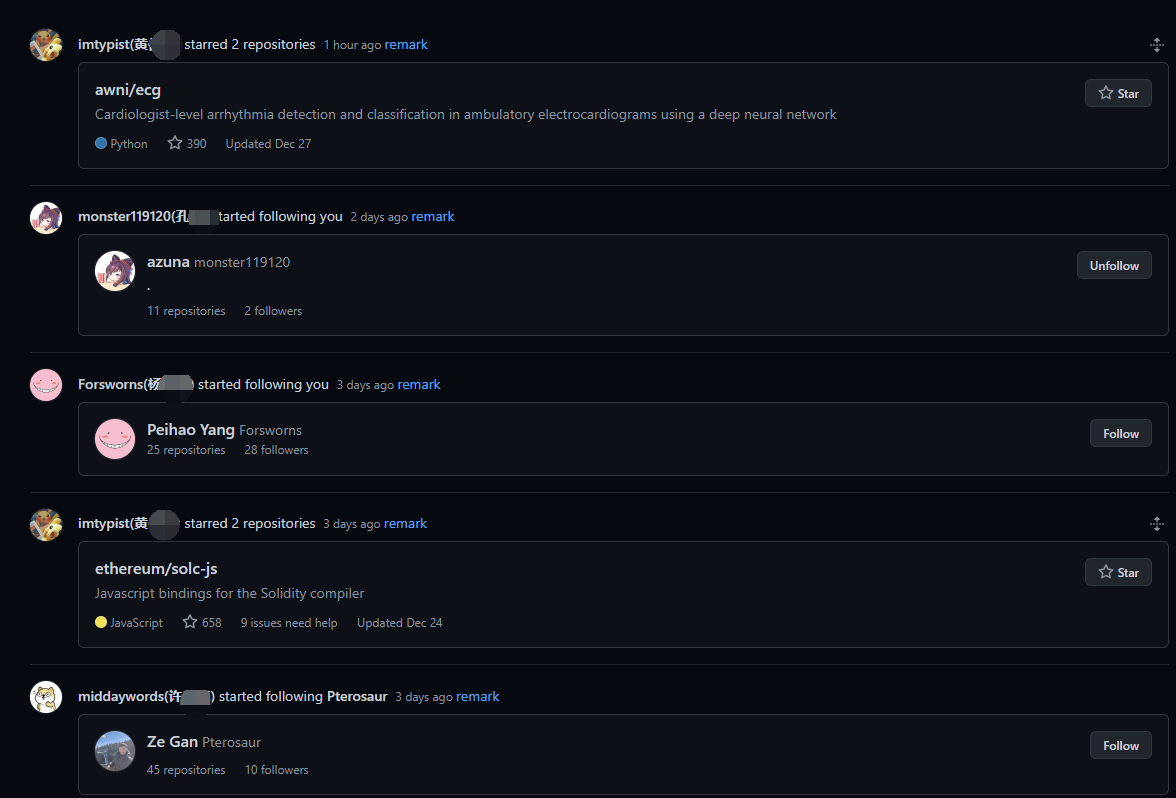 imtypist(黄 starred 2 repositories 1 hour ago remark
awni/ecg
Star
Cardiologist-level arrhythmia detection and classification in ambulatory electrocardiograms using a deep neural network
Python 390 Updated Dec 27
monster119120(孔 tarted following you 2 days ago remark
azuna monster119120
Unfollow
.
11 repositories 2 followers
Forsworns(杨 ) started following you 3 days ago remark
Peihao Yang Forsworns
Follow
25 repositories 28 followers
imtypist(黄 starred 2 repositories 3 days ago remark
ethereum/solc-js
Star
Javascript bindings for the Solidity compiler
JavaScript 658 9 issues need help Updated Dec 24
middaywords(许 ) started following Pterosaur 3 days ago remark
Ze Gan Pterosaur
Follow
45 repositories 10 followers